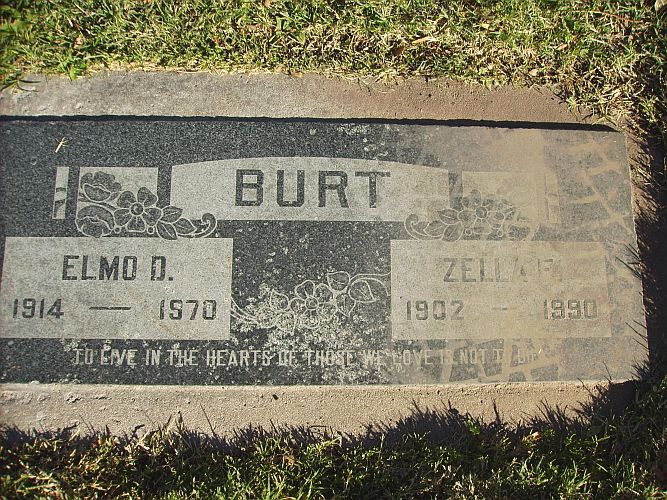 BURT
ELMO D.
1914 — 1970
ZELLA
1902 — 1990
TO LIVE IN THE HEARTS OF THOSE WE LOVE IS NOT